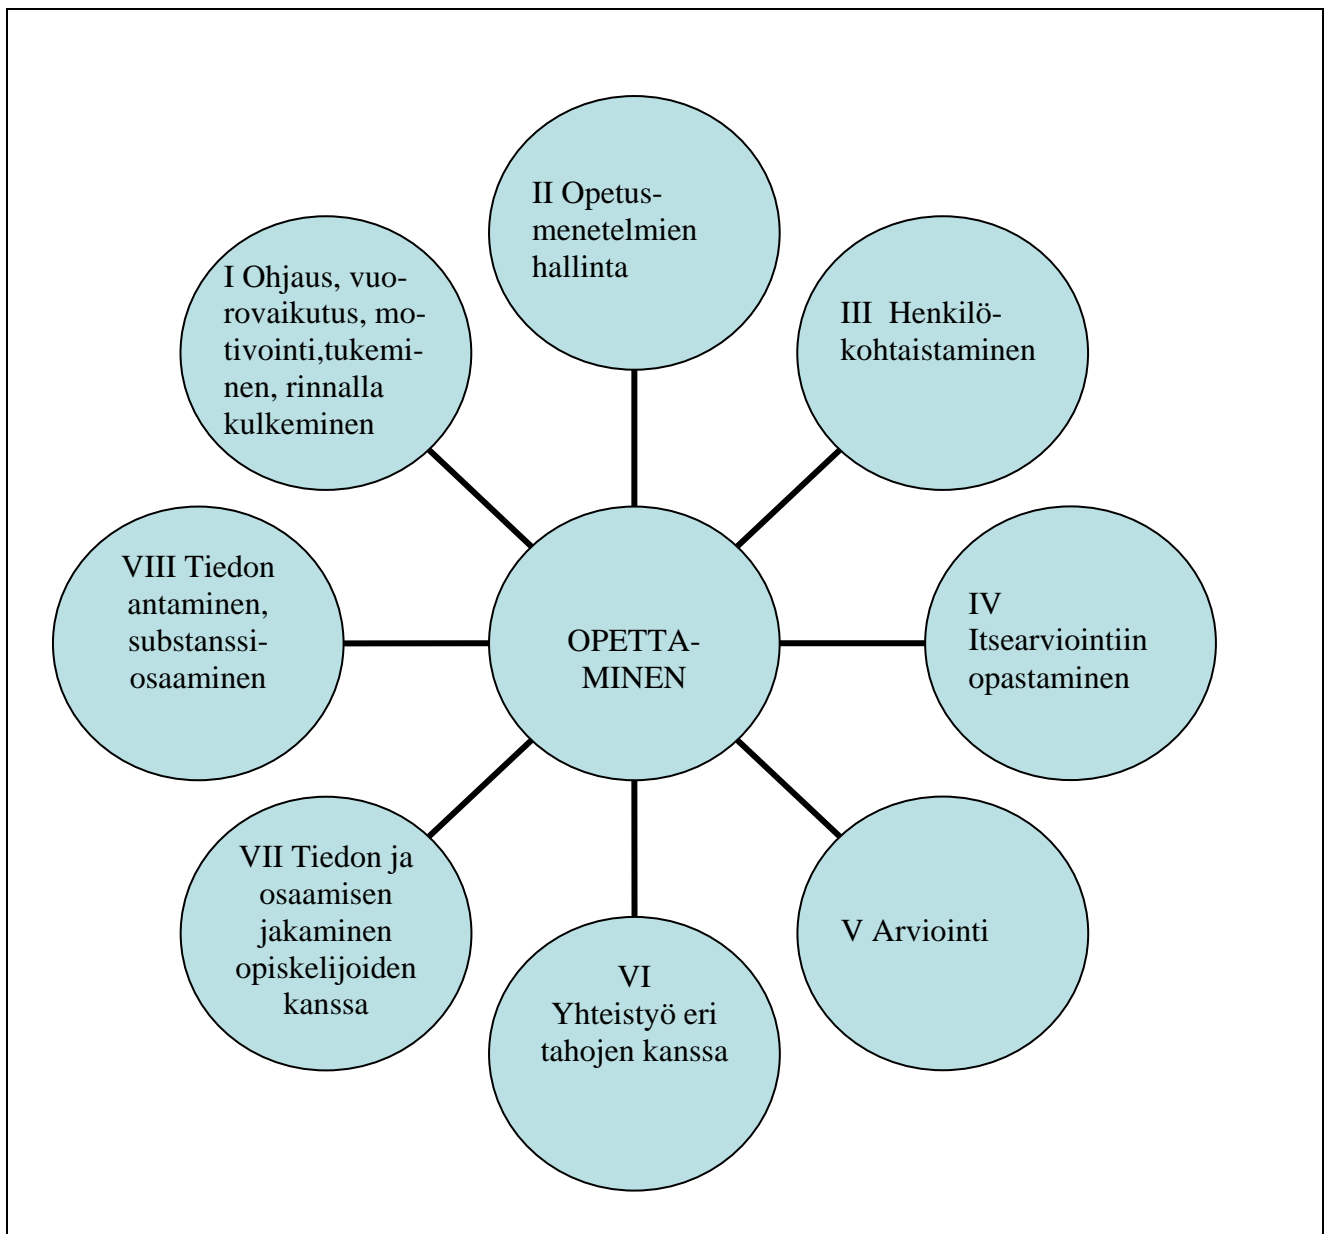 I Ohjaus, vuo-
rovaikutus, mo-
tivointi,tukemi-
nen, rinnalla
kulkeminen
II Opetus-
menetelmien
hallinta
III Henkilö-
kohtaistaminen
IV
Itsearviointiin
opastaminen
V Arviointi
VI
Yhteistyö eri
tahojen kanssa
VII Tiedon ja
osaamisen
jakaminen
opiskelijoiden
kanssa
VIII Tiedon
antaminen,
substanssi-
osaaminen
OPETTA-
MINEN